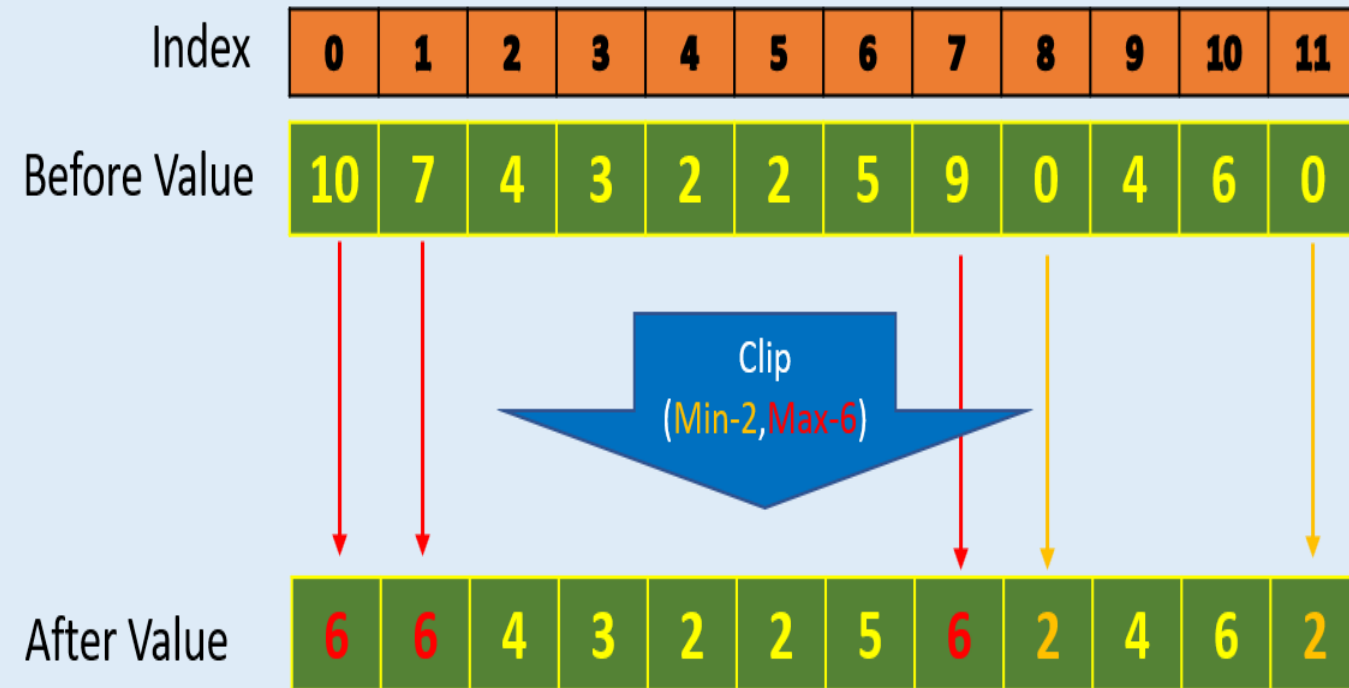 Index 0 1 2 3 4 5 6 7 8 9 10 11
Before Value 10 7 4 3 2 2 5 9 0 4 6 0
Clip
(Min-2,Max-6)
After Value 6 6 4 3 2 2 5 6 2 4 6 2